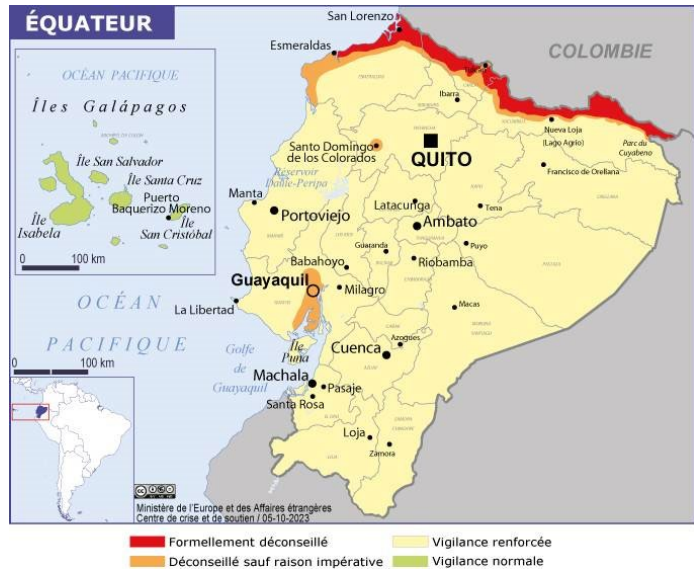 ÉQUATEUR
San Lorenzo
Esmeraldas
COLOMBIE
OCÉAN PACIFIQUE
Îles Galápagos
Île San Salvador
Île Santa Cruz
Puerto
Baquerizo Moreno
Île
Isabela
Île
San Cristóbal
0 100 km
Ibarra
Nueva Loja
(Lago Agrio)
Parc du
Cuyabeno
Santo Domingo
de los Colorados
QUITO
Francisco de Orellana
Réservoir
Daule-Peripa
Manta
Portoviejo
Latacunga
Tena
Ambato
Guaranda
Puyo
Babahoyo
Riobamba
Guayaquil
Milagro
Macas
OCÉAN
PACIFIQUE
La Libertad
Île
Puná
Azogues
Cuenca
0 100 km
Golfe
de
Guayaquil
Machala
Pasaje
Santa Rosa
Loja
Zamora
Ministère de l'Europe et des Affaires étrangères
Centre de crise et de soutien / 05-10-2023
Formellement déconseillé
Vigilance renforcée
Déconseillé sauf raison impérative
Vigilance normale